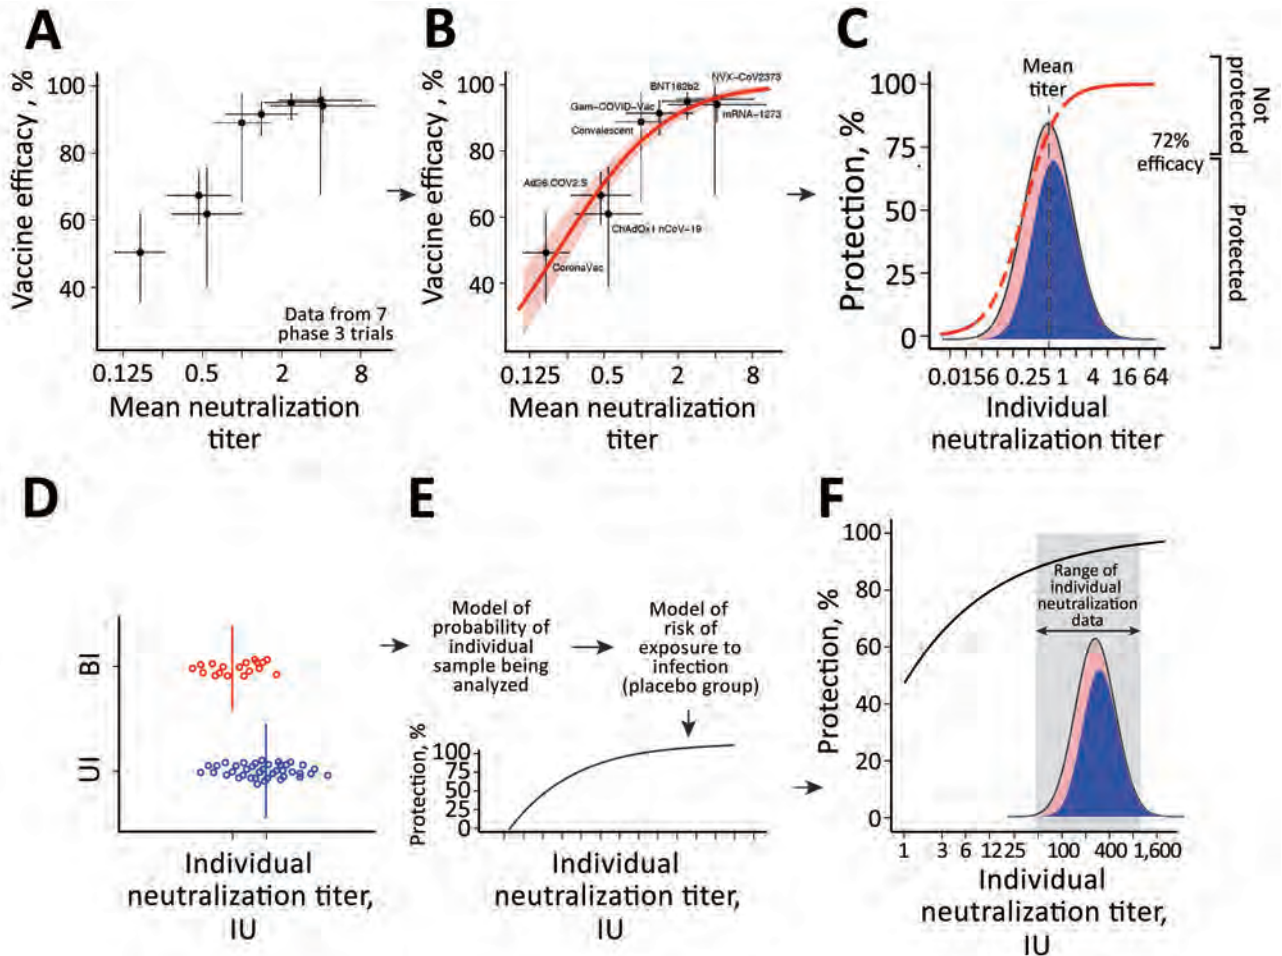 A
Vaccine efficacy, %
100
80
60
40
Data from 7
phase 3 trials
0.125
0.5
2
8
Mean neutralization
titer
B
Vaccine efficacy, %
100
80
60
40
NVX-CoV2373
BNT162b2
mRNA-1273
Gam-COVID-Vac
Convalescent
Ad26.COV2.S
ChAdOx1 nCoV-19
CoronaVac
0.125
0.5
2
8
Mean neutralization
titer
C
Protection, %
100
75
50
25
0
Mean
titer
72%
efficacy
Not
protected
Protected
0.0156
0.25
1
4
16
64
Individual
neutralization titer
D
BI
UI
Individual
neutralization titer,
IU
E
Model of
probability of
individual
sample being
analyzed
Model of
risk of
exposure to
infection
(placebo group)
Protection, %
100
75
50
25
0
Individual
neutralization titer,
IU
F
Protection, %
100
80
60
40
20
0
Range of
individual
neutralization
data
1
3
6
12
25
100
400
1,600
Individual
neutralization titer,
IU